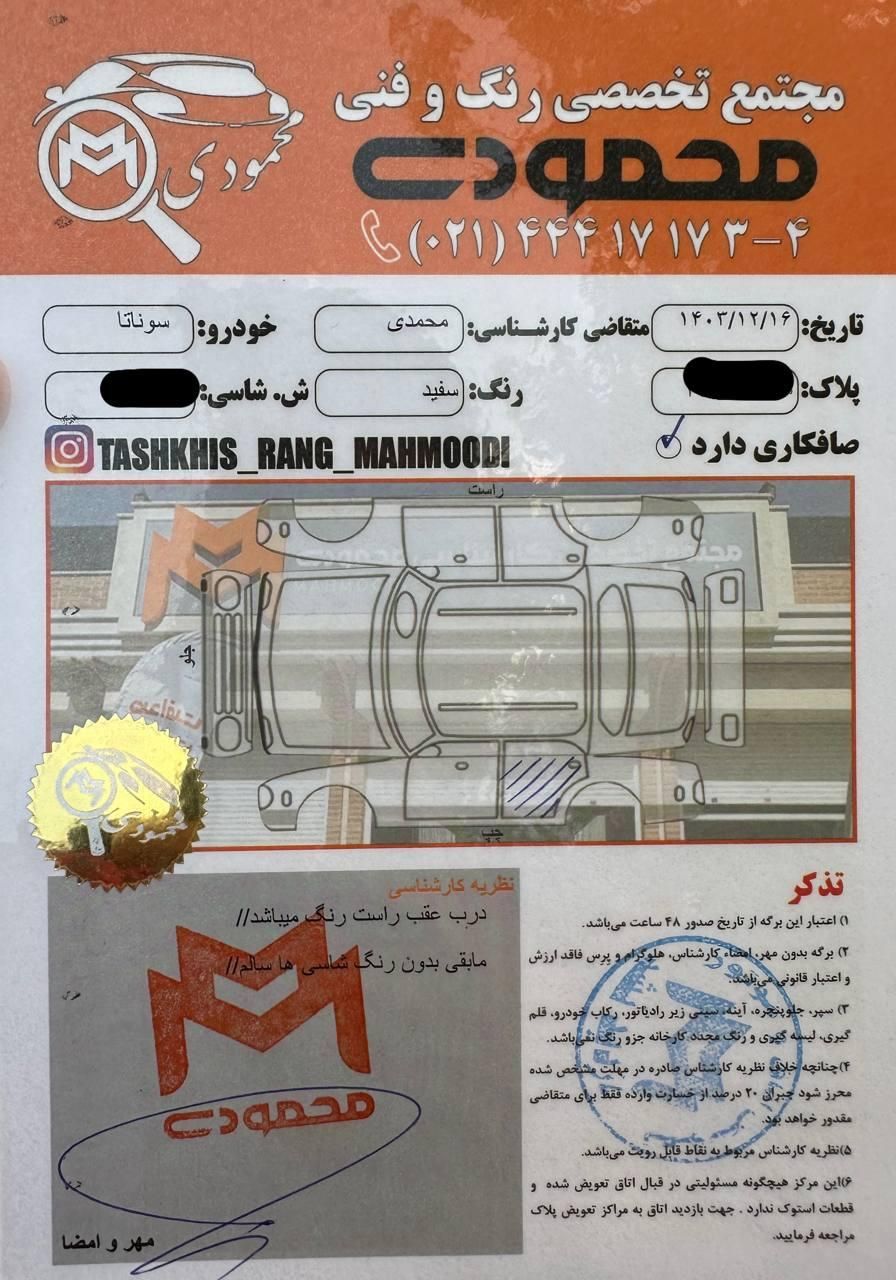 مجتمع تخصصی رنگ و فنی
محمودی
محمودی
(۰۲۱) ۴۴۴ ۱۷ ۱۷ ۳-۴
تاریخ: ۱۴۰۳/۱۲/۱۶ متقاضی کارشناسی: محمدی خودرو: سوناتا
پلاک: رنگ: سفید ش. شاسی:
صافکاری دارد
TASHKHIS_RANG_MAHMOODI
راست
جلو
چپ
نظریه کارشناسی
درب عقب راست رنگ میباشد//
مابقی بدون رنگ شاسی ها سالم//
محمودی
مهر و امضا
تذکر
۱) اعتبار این برگه از تاریخ صدور ۴۸ ساعت می‌باشد.
۲) برگه بدون مهر، امضاء کارشناس، هلوگرام و پرس فاقد ارزش
و اعتبار قانونی می‌باشد.
۳) سپر، جلوپنجره، آینه، سینی زیر رادیاتور، رکاب خودرو، قلم
گیری، لیسه گیری و رنگ مجدد کارخانه جزو رنگ نمی‌باشد.
۴)چنانچه خلاف نظریه کارشناس صادره در مهلت مشخص شده
محرز شود جبران ۲۰ درصد از خسارت وارده فقط برای متقاضی
مقدور خواهد بود.
۵)نظریه کارشناس مربوط به نقاط قابل رویت می‌باشد.
۶)این مرکز هیچگونه مسئولیتی در قبال اتاق تعویض شده و
قطعات استوک ندارد . جهت بازدید اتاق به مراکز تعویض پلاک
مراجعه فرمایید.